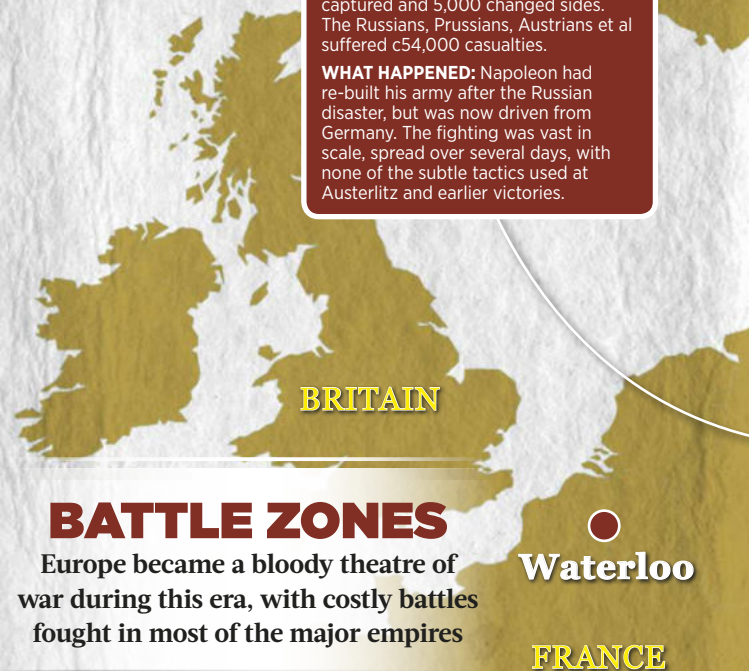 captured and 5,000 changed sides.
The Russians, Prussians, Austrians et al
suffered c54,000 casualties.
WHAT HAPPENED: Napoleon had
re-built his army after the Russian
disaster, but was now driven from
Germany. The fighting was vast in
scale, spread over several days, with
none of the subtle tactics used at
Austerlitz and earlier victories.
BRITAIN
BATTLE ZONES
Europe became a bloody theatre of
war during this era, with costly battles
fought in most of the major empires
Waterloo
FRANCE